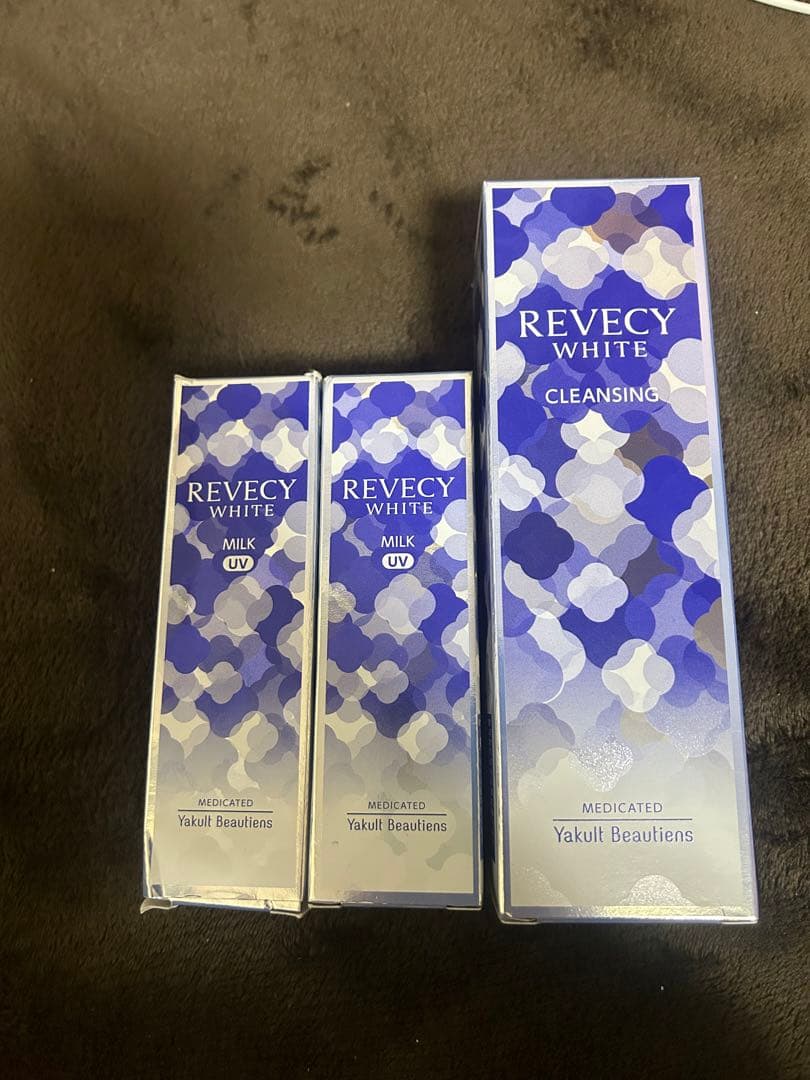 REVECY
WHITE
MILK
UV
MEDICATED
Yakult Beautiens
REVECY
WHITE
MILK
UV
MEDICATED
Yakult Beautiens
REVECY
WHITE
CLEANSING
MEDICATED
Yakult Beautiens